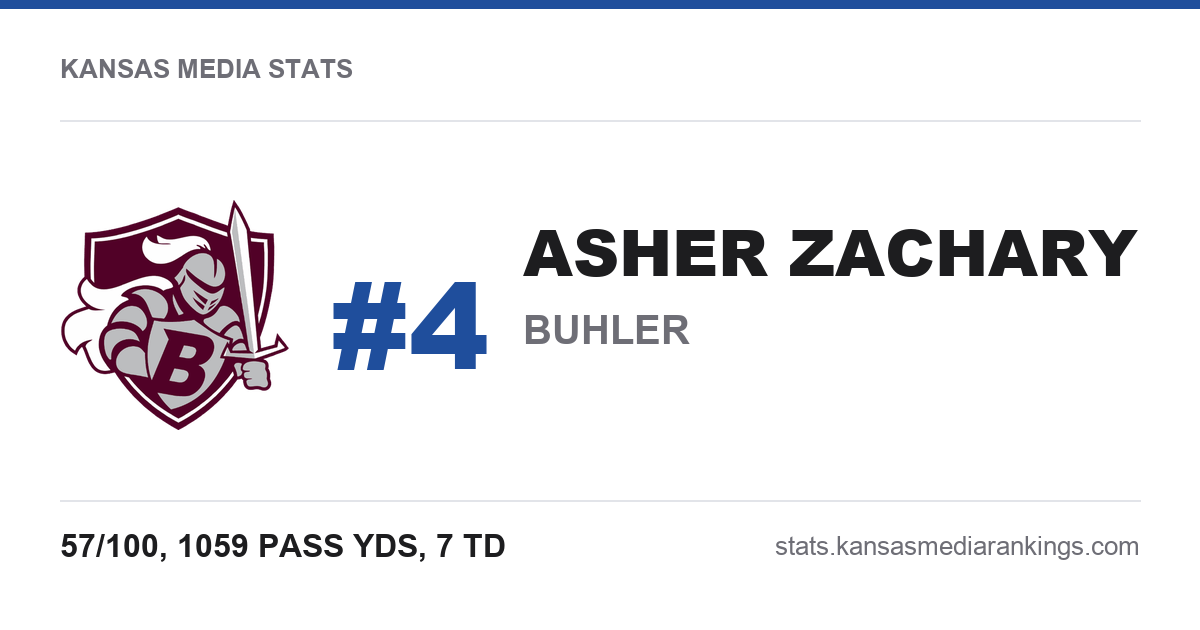 KANSAS MEDIA STATS
B
#4
ASHER ZACHARY
BUHLER
57/100, 1059 PASS YDS, 7 TD
stats.kansasmediarankings.com